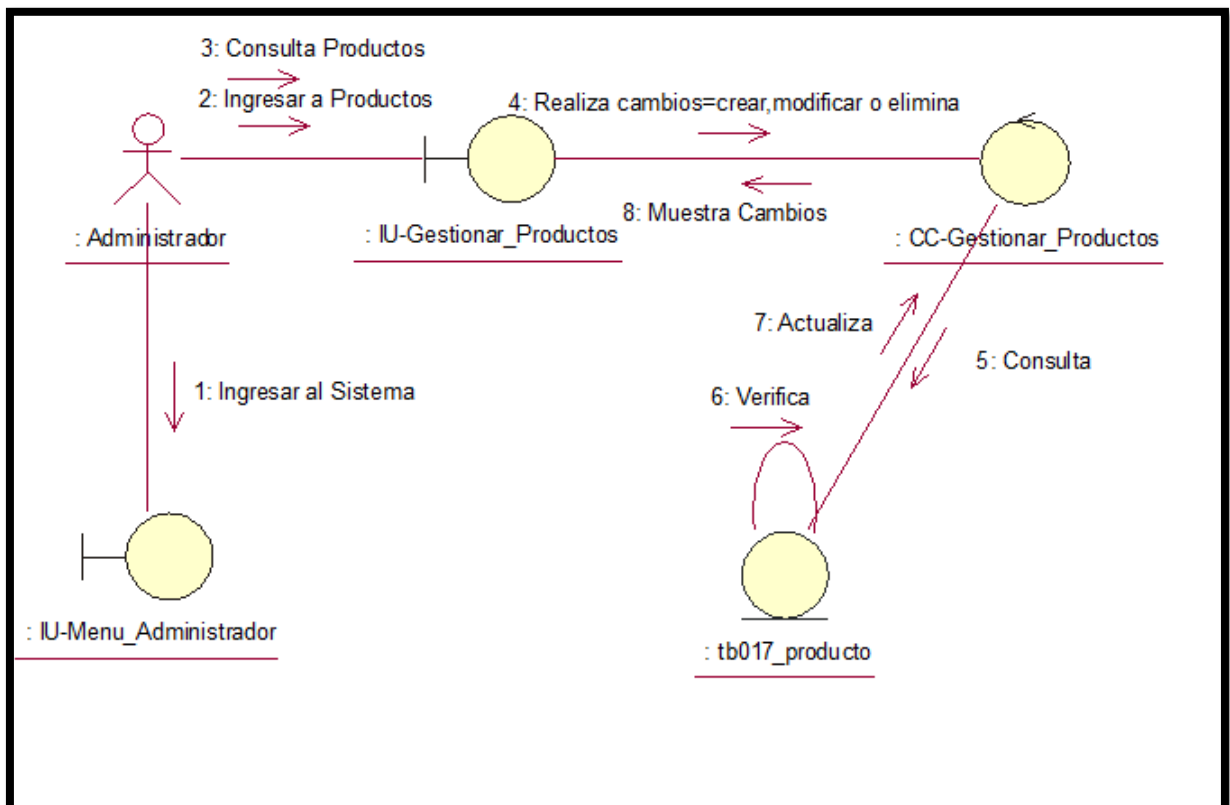 3: Consulta Productos
2: Ingresar a Productos
4: Realiza cambios=crear,modificar o elimina
8: Muestra Cambios
: Administrador
: IU-Gestionar_Productos
: CC-Gestionar_Productos
7: Actualiza
5: Consulta
1: Ingresar al Sistema
6: Verifica
: IU-Menu_Administrador
: tb017_producto